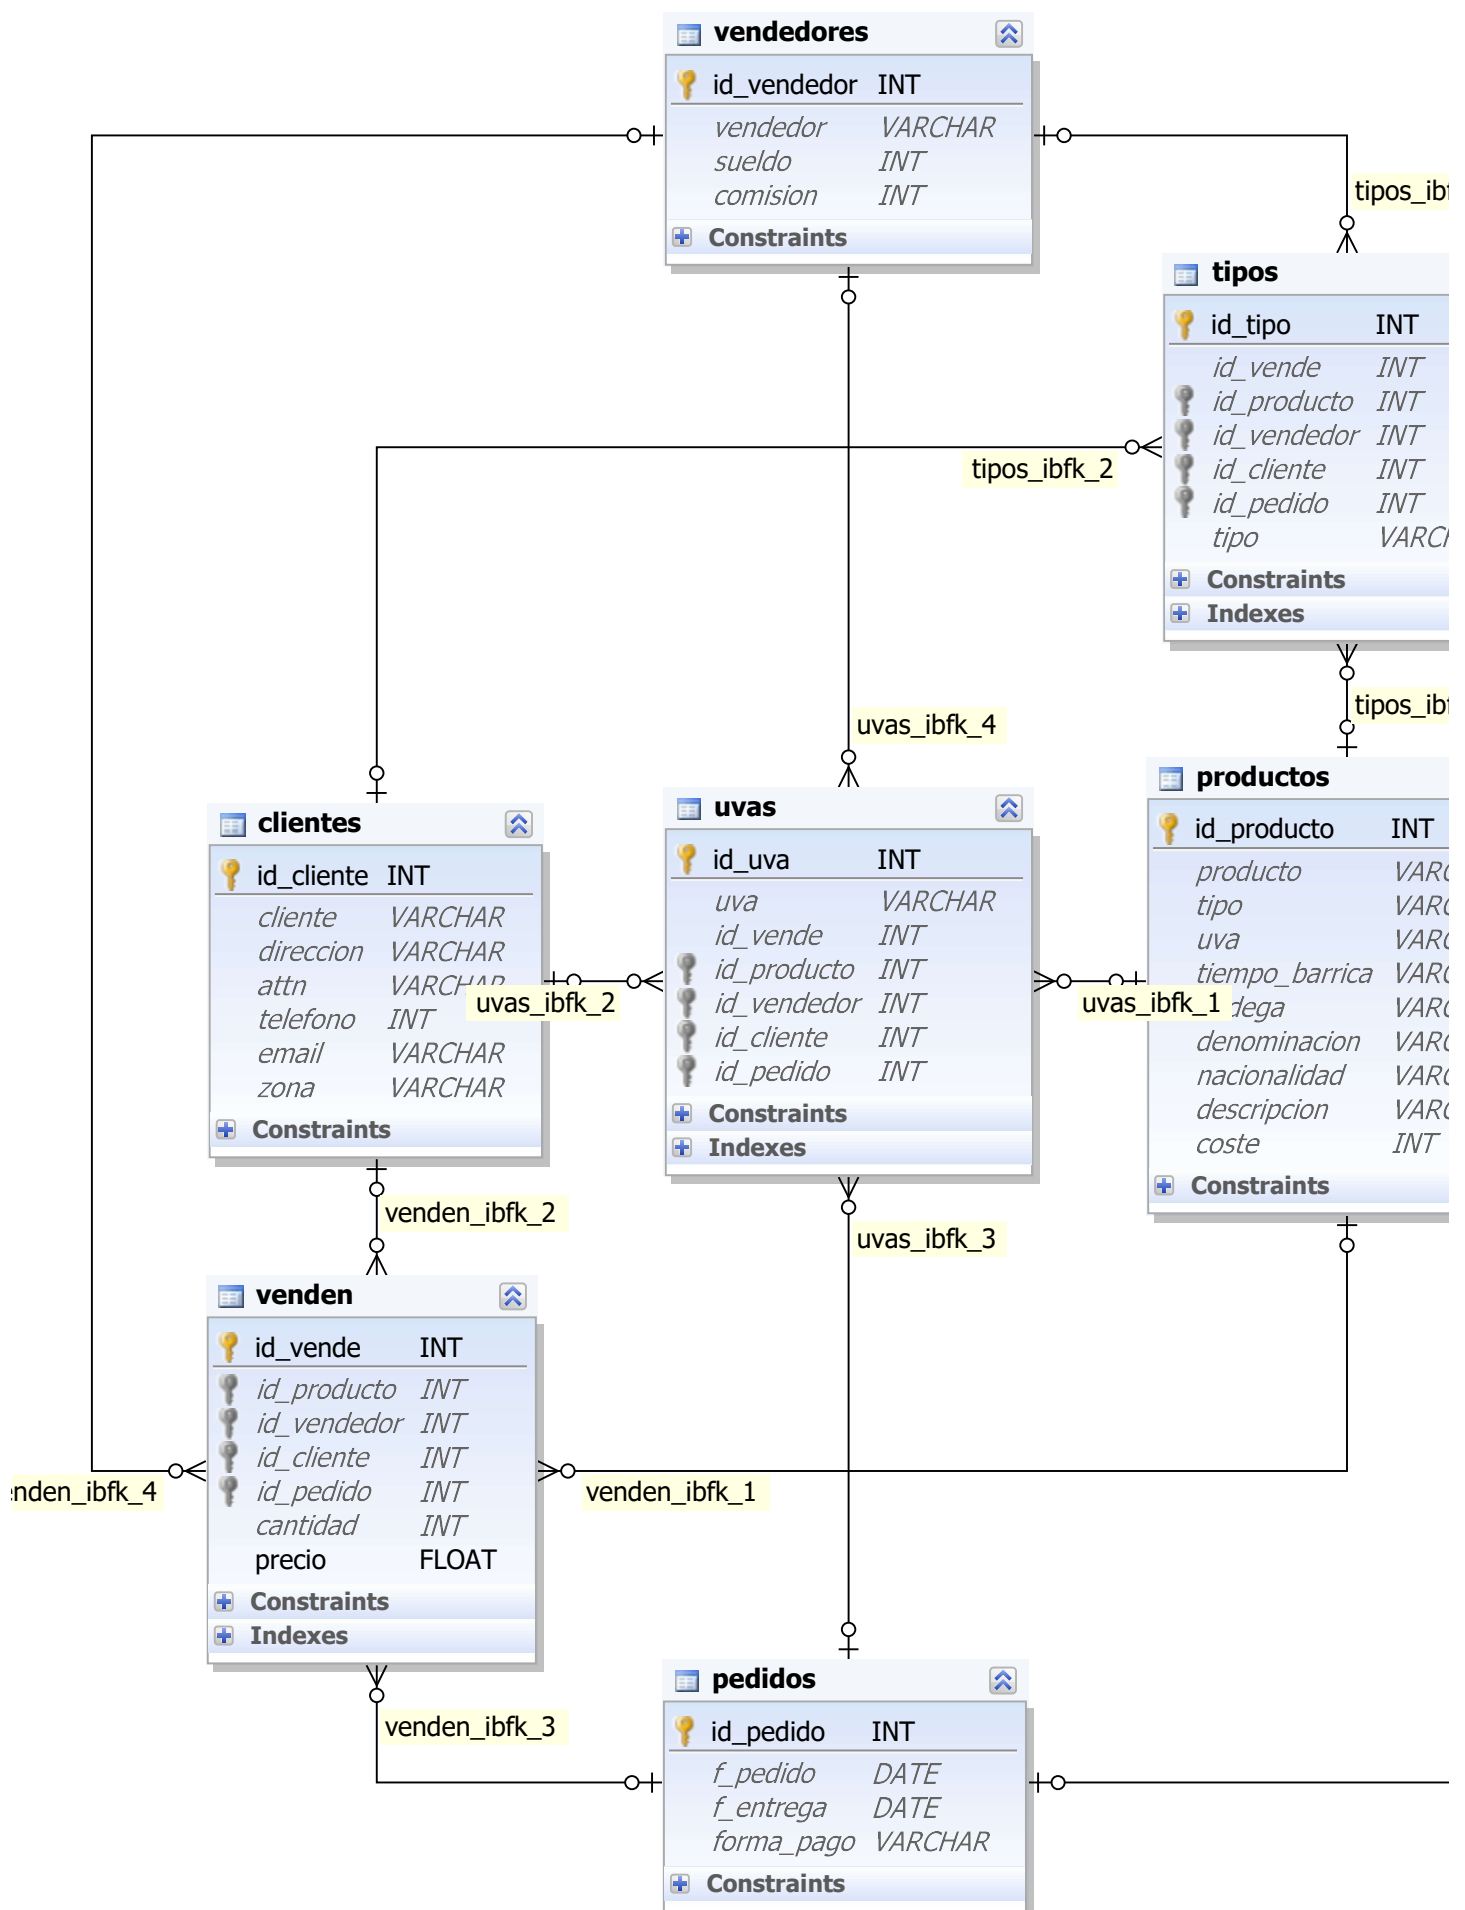 vendedores
id_vendedor INT
vendedor VARCHAR
sueldo INT
comision INT
Constraints
tipos
id_tipo INT
id_vende INT
id_producto INT
id_vendedor INT
id_cliente INT
id_pedido INT
tipo
Constraints
Indexes
tipos_ibfk_2
uvas_ibfk_4
clientes
id_cliente INT
cliente VARCHAR
direccion VARCHAR
attn VARCHAR
telefono INT
email VARCHAR
zona VARCHAR
Constraints
uvas_ibfk_2
uvas
id_uva INT
uva VARCHAR
id_vende INT
id_producto INT
id_vendedor INT
id_cliente INT
id_pedido INT
Constraints
Indexes
uvas_ibfk_1
productos
id_producto INT
producto
tipo
uva
tiempo_barrica
denominacion
nacionalidad
descripcion
coste INT
Constraints
venden_ibfk_2
uvas_ibfk_3
venden
id_vende INT
id_producto INT
id_vendedor INT
id_cliente INT
id_pedido INT
cantidad INT
precio FLOAT
Constraints
Indexes
venden_ibfk_1
venden_ibfk_3
pedidos
id_pedido INT
f_pedido DATE
f_entrega DATE
forma_pago VARCHAR
Constraints